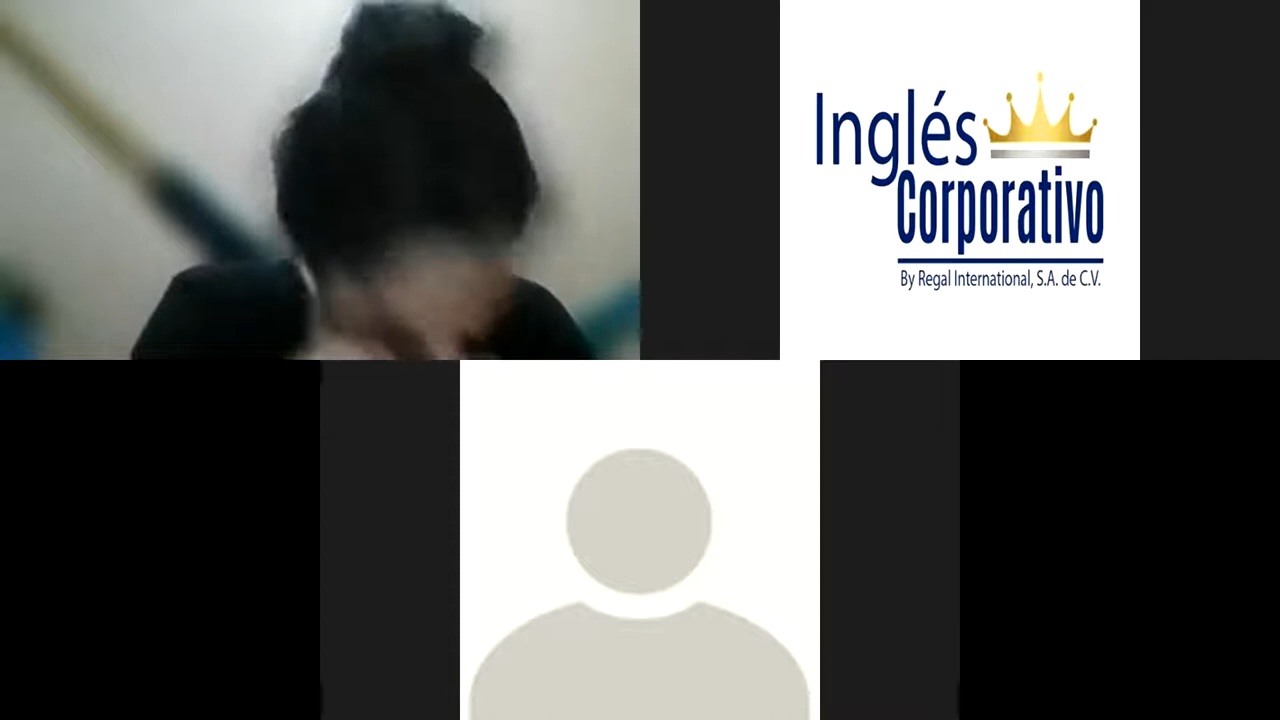 Inglés
Corporativo
By Regal International, S.A. de C.V.